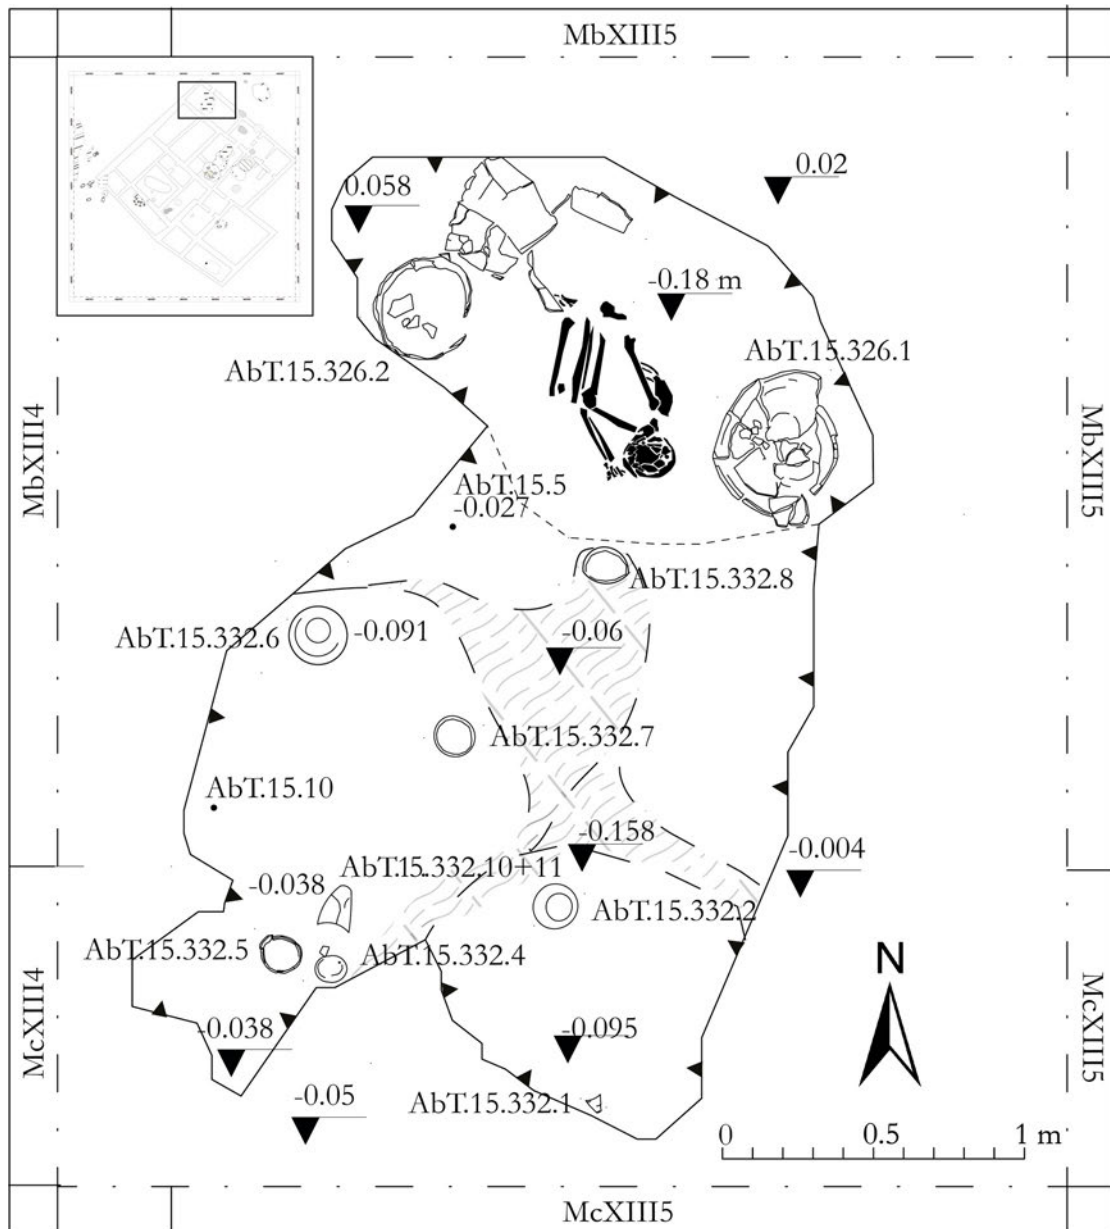 MbXIII5
0.02
0.058
-0.18 m
AbT.15.326.1
AbT.15.326.2
MbXIII4
MbXIII5
AbT.15.5
-0.027
AbT.15.332.8
AbT.15.332.6
-0.091
-0.06
AbT.15.332.7
AbT.15.10
-0.158
-0.004
AbT.15.332.10+11
-0.038
AbT.15.332.2
AbT.15.332.5
AbT.15.332.4
N
McXIII4
McXIII5
-0.038
-0.095
-0.05
AbT.15.332.1
0 0.5 1 m
McXIII5